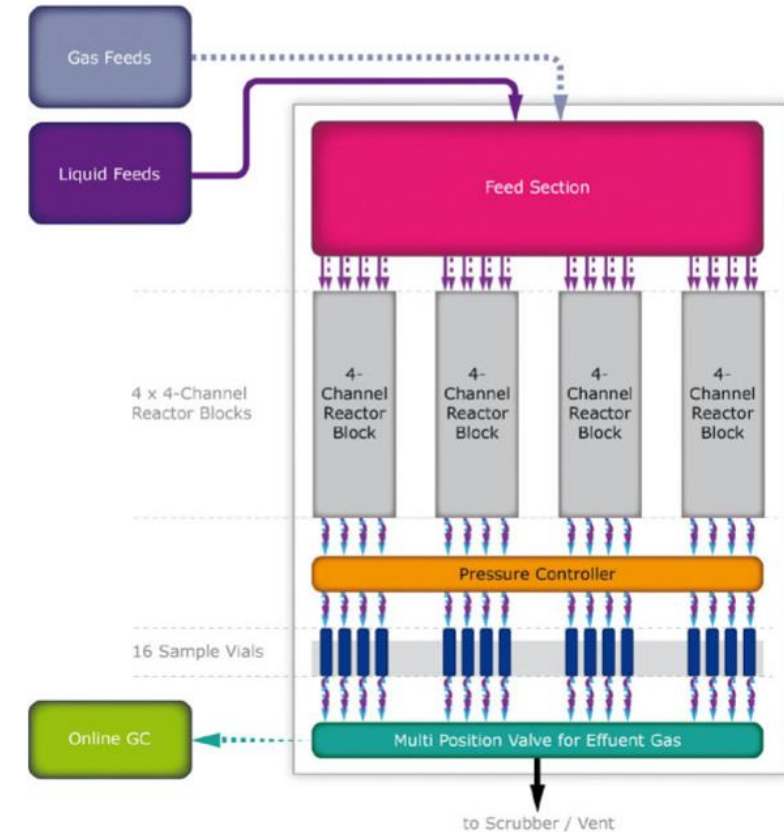 Gas Feeds
Liquid Feeds
Feed Section
4 x 4-Channel
Reactor Blocks
4-
Channel
Reactor
Block
4-
Channel
Reactor
Block
4-
Channel
Reactor
Block
4-
Channel
Reactor
Block
Pressure Controller
16 Sample Vials
Online GC
Multi Position Valve for Effuent Gas
to Scrubber / Vent